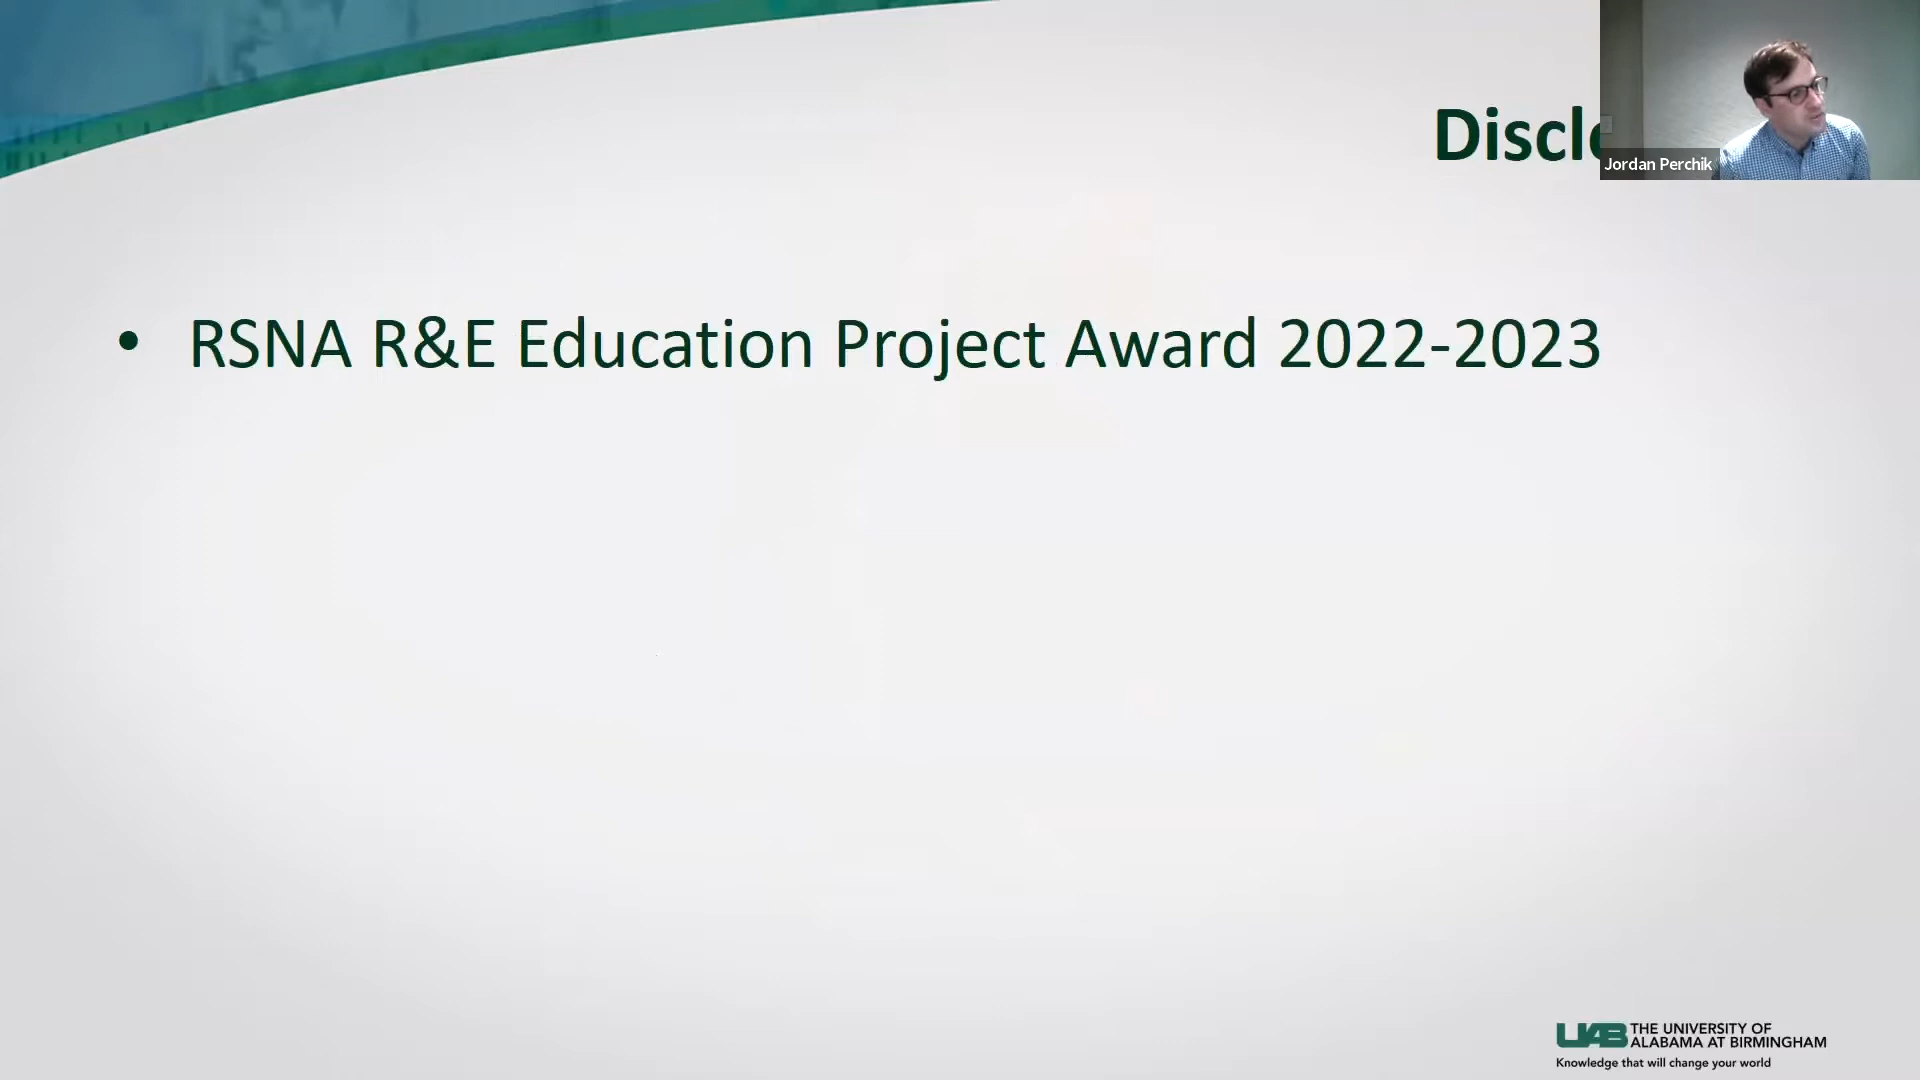 Discl
Jordan Perchik
• RSNA R&E Education Project Award 2022-2023
UAB THE UNIVERSITY OF
ALABAMA AT BIRMINGHAM
Knowledge that will change your world